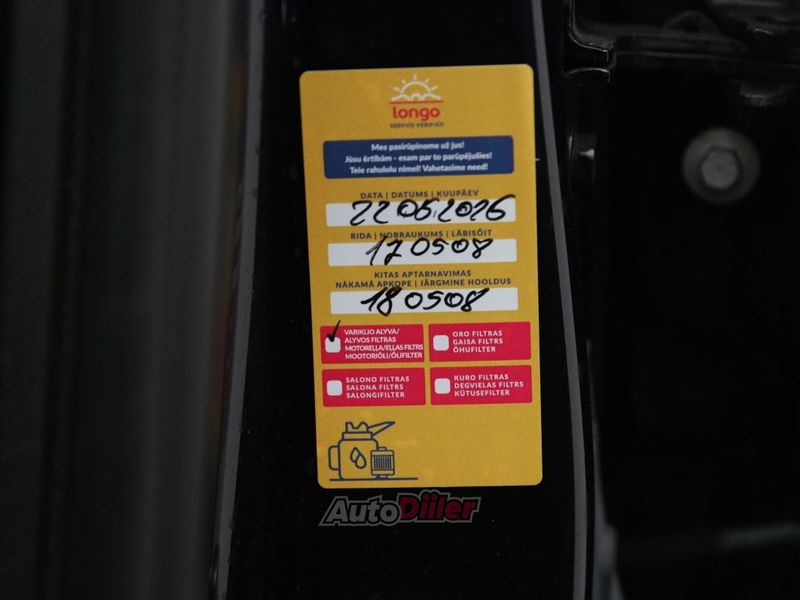 longo
SERVICE VERIFIED
Mes pasirūpinome už jus!
Jūsu ērtībām - esam par to parūpējušies!
Teie rahulolu nimel! Vahetasime need!
DATA | DATUMS | KUUPÄEV
22 05 2025
RIDA | NOBRAUKUMS | LÄBISÕIT
170508
KITAS APTARNAVIMAS
NĀKAMĀ APKOPE | JÄRGMINE HOOLDUS
180508
VARIKLIO ALYVA/
ALYVOS FILTRAS
MOTOREĻĻA/EĻĻAS FILTRS
MOOTORIÕLI/ÕLIFILTER
ORO FILTRAS
GAISA FILTRS
ÕHUFILTER
SALONO FILTRAS
SALONA FILTRS
SALONGIFILTER
KURO FILTRAS
DEGVIELAS FILTRS
KÜTUSEFILTER
AutoDiiler